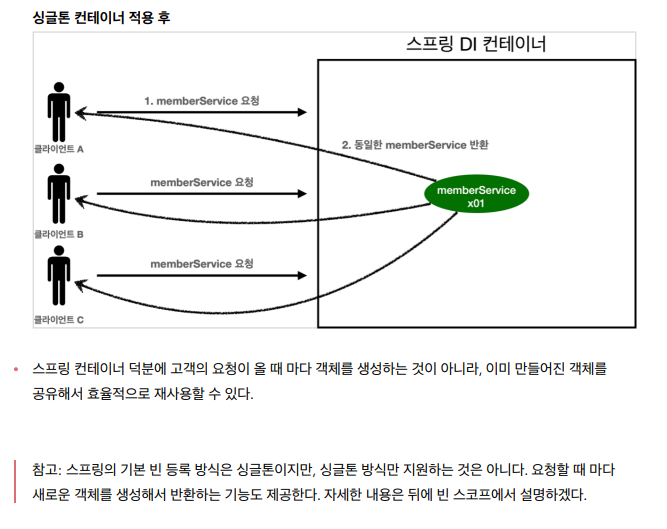 싱글톤 컨테이너 적용 후
스프링 DI 컨테이너
1. memberService 요청
클라이언트 A
2. 동일한 memberService 반환
memberService 요청
memberService
x01
클라이언트 B
memberService 요청
클라이언트 C
스프링 컨테이너 덕분에 고객의 요청이 올 때 마다 객체를 생성하는 것이 아니라, 이미 만들어진 객체를
공유해서 효율적으로 재사용할 수 있다.
참고: 스프링의 기본 빈 등록 방식은 싱글톤이지만, 싱글톤 방식만 지원하는 것은 아니다. 요청할 때 마다
새로운 객체를 생성해서 반환하는 기능도 제공한다. 자세한 내용은 뒤에 빈 스코프에서 설명하겠다.